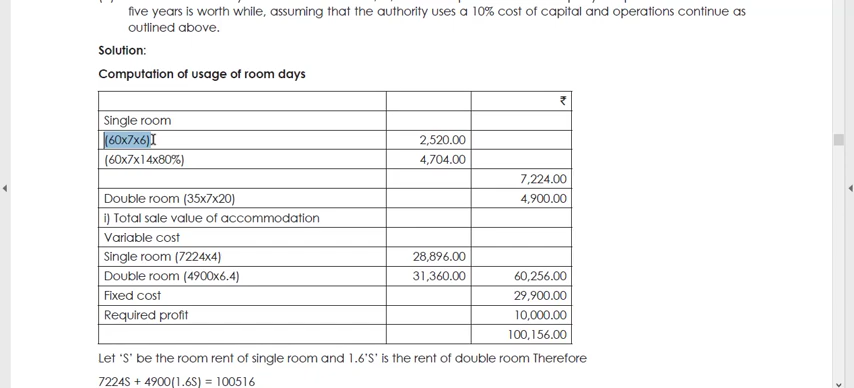 five years is worth while, assuming that the authority uses a 10% cost of capital and operations continue as
outlined above.
Solution:
Computation of usage of room days
₹
Single room
(60x7x6) 2,520.00
(60x7x14x80%) 4,704.00
7,224.00
Double room (35x7x20) 4,900.00
i) Total sale value of accommodation
Variable cost
Single room (7224x4) 28,896.00
Double room (4900x6.4) 31,360.00 60,256.00
Fixed cost 29,900.00
Required profit 10,000.00
100,156.00
Let ‘S’ be the room rent of single room and 1.6’S’ is the rent of double room Therefore
7224S + 4900(1.6S) = 100516